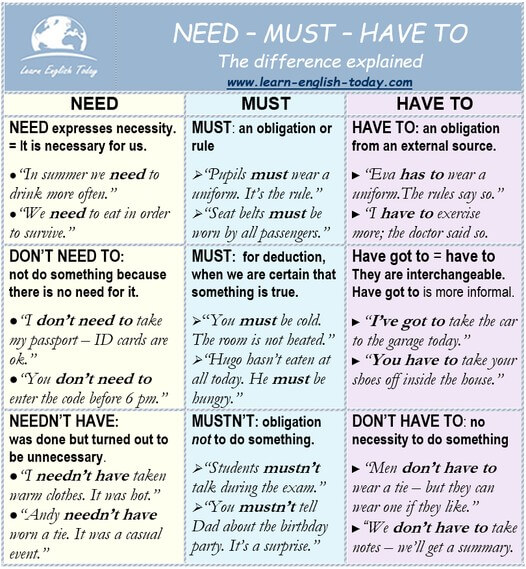 NEED – MUST – HAVE TO
The difference explained
Learn English Today
www.learn-english-today.com
NEED
MUST
HAVE TO
NEED expresses necessity.
= It is necessary for us.
●“In summer we need to
drink more often.”
●“We need to eat in order
to survive.”
MUST: an obligation or
rule
➢“Pupils must wear a
uniform. It’s the rule.”
➢“Seat belts must be
worn by all passengers.”
HAVE TO: an obligation
from an external source.
► “Eva has to wear a
uniform.The rules say so.”
► “I have to exercise
more; the doctor said so.
DON’T NEED TO:
not do something because
there is no need for it.
●“I don’t need to take
my passport – ID cards are
ok.”
●“You don’t need to
enter the code before 6 pm.”
MUST: for deduction,
when we are certain that
something is true.
➢“You must be cold.
The room is not heated.”
➢“Hugo hasn’t eaten at
all today. He must be
hungry.”
Have got to = have to
They are interchangeable.
Have got to is more informal.
► “I’ve got to take the car
to the garage today.”
► “You have to take your
shoes off inside the house.”
NEEDN’T HAVE:
was done but turned out to
be unnecessary.
●“I needn’t have taken
warm clothes. It was hot.”
●“Andy needn’t have
worn a tie. It was a casual
event.”
MUSTN’T: obligation
not to do something.
➢“Students mustn’t
talk during the exam.”
➢“You mustn’t tell
Dad about the birthday
party. It’s a surprise.”
DON’T HAVE TO: no
necessity to do something
► “Men don’t have to
wear a tie – but they can
wear one if they like.”
► “We don’t have to take
notes – we’ll get a summary.